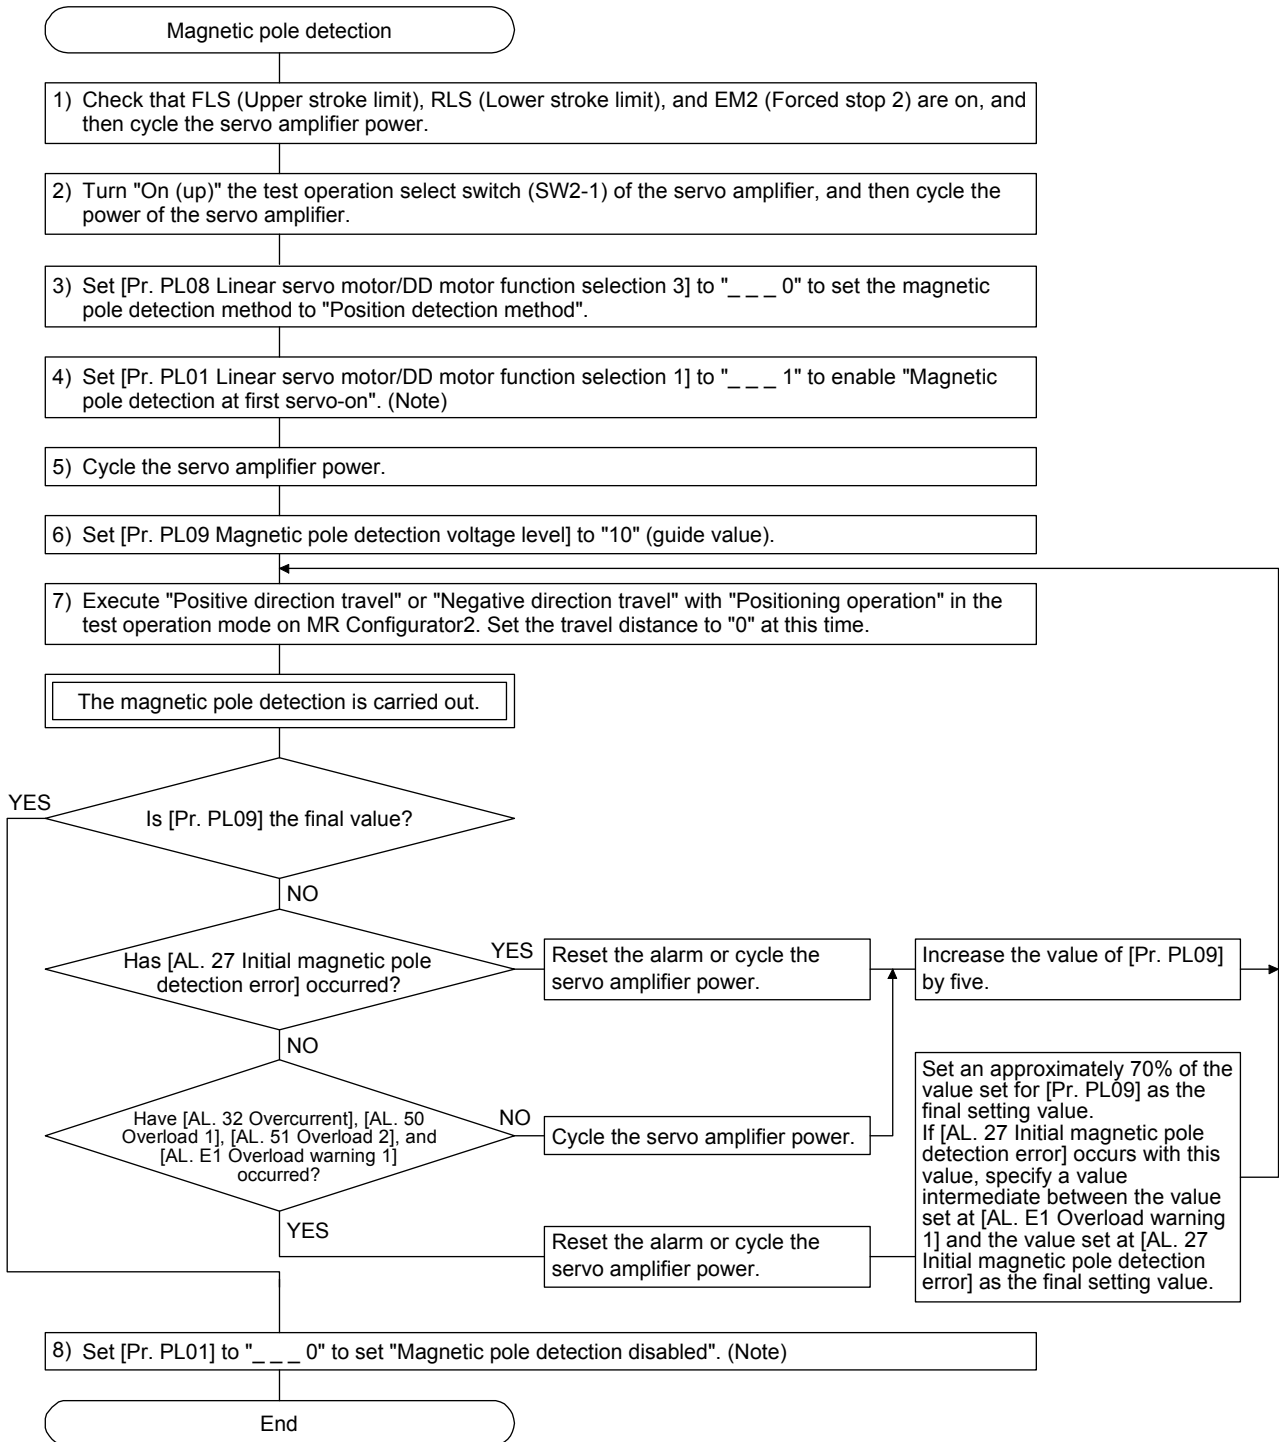 Magnetic pole detection
1) Check that FLS (Upper stroke limit), RLS (Lower stroke limit), and EM2 (Forced stop 2) are on, and
then cycle the servo amplifier power.
2) Turn "On (up)" the test operation select switch (SW2-1) of the servo amplifier, and then cycle the
power of the servo amplifier.
3) Set [Pr. PL08 Linear servo motor/DD motor function selection 3] to "_ _ _ 0" to set the magnetic
pole detection method to "Position detection method".
4) Set [Pr. PL01 Linear servo motor/DD motor function selection 1] to "_ _ _ 1" to enable "Magnetic
pole detection at first servo-on". (Note)
5) Cycle the servo amplifier power.
6) Set [Pr. PL09 Magnetic pole detection voltage level] to "10" (guide value).
7) Execute "Positive direction travel" or "Negative direction travel" with "Positioning operation" in the
test operation mode on MR Configurator2. Set the travel distance to "0" at this time.
The magnetic pole detection is carried out.
YES
Is [Pr. PL09] the final value?
NO
Has [AL. 27 Initial magnetic pole
detection error] occurred?
YES
Reset the alarm or cycle the
servo amplifier power.
Increase the value of [Pr. PL09]
by five.
NO
Have [AL. 32 Overcurrent], [AL. 50
Overload 1], [AL. 51 Overload 2], and
[AL. E1 Overload warning 1]
occurred?
NO
Cycle the servo amplifier power.
YES
Reset the alarm or cycle the
servo amplifier power.
Set an approximately 70% of the
value set for [Pr. PL09] as the
final setting value.
If [AL. 27 Initial magnetic pole
detection error] occurs with this
value, specify a value
intermediate between the value
set at [AL. E1 Overload warning
1] and the value set at [AL. 27
Initial magnetic pole detection
error] as the final setting value.
8) Set [Pr. PL01] to "_ _ _ 0" to set "Magnetic pole detection disabled". (Note)
End